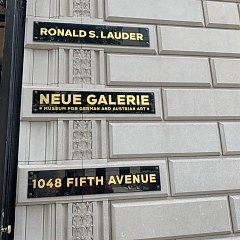 RONALD S. LAUDER
NEUE GALERIE
MUSEUM FOR GERMAN AND AUSTRIAN ART
1048 FIFTH AVENUE